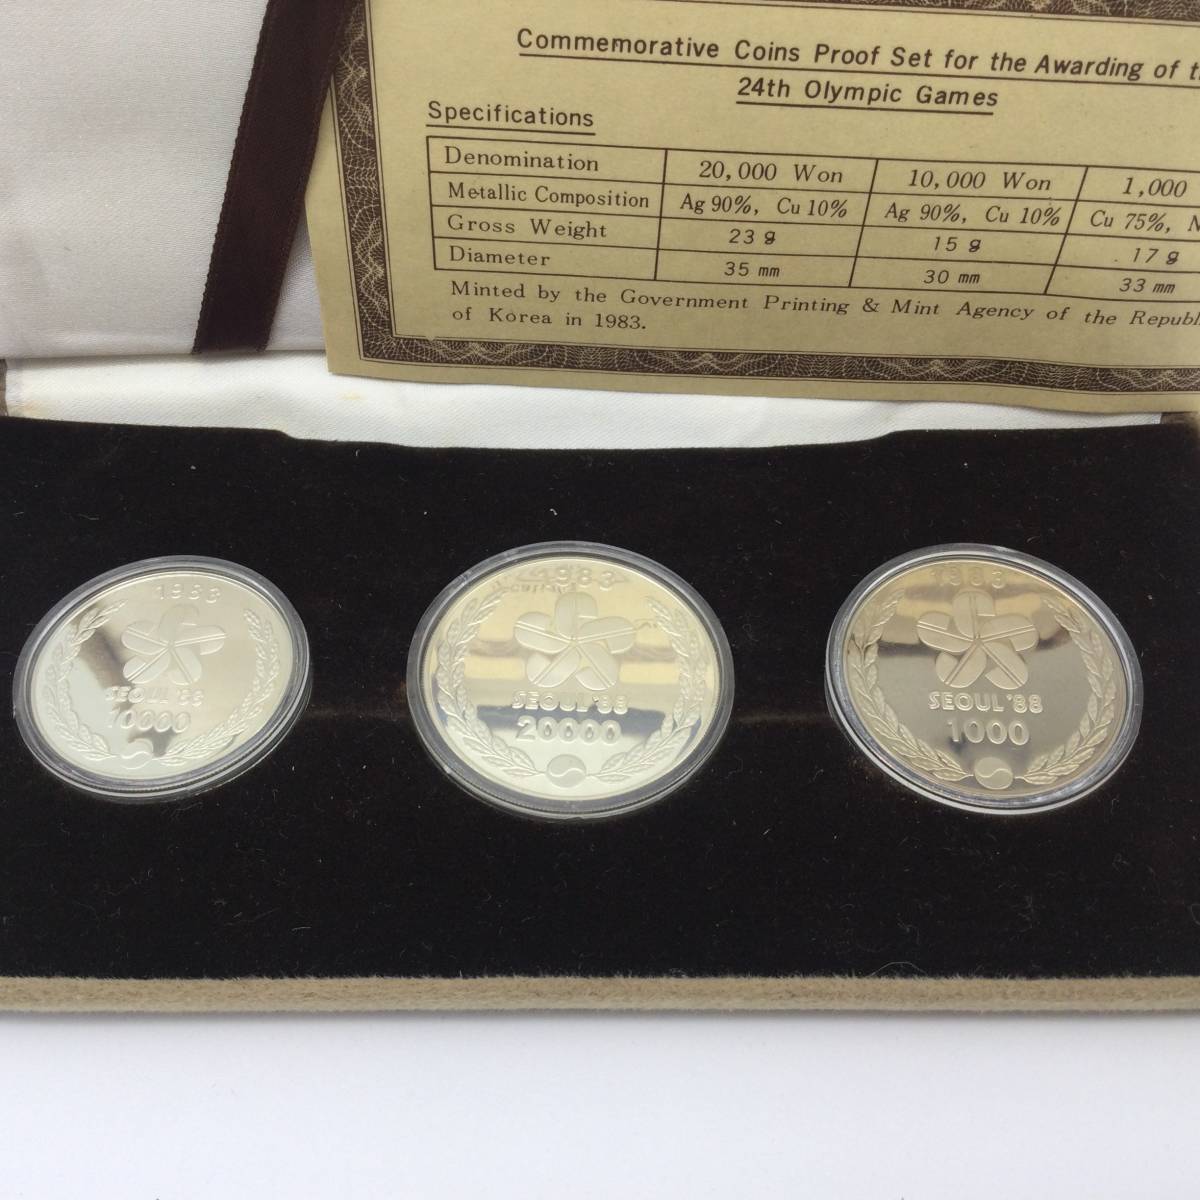 Commemorative Coins Proof Set for the Awarding of
24th Olympic Games
Specifications
Denomination 20,000 Won 10,000 Won 1,000
Metallic Composition Ag 90%, Cu 10% Ag 90%, Cu 10% Cu 75%, N
Gross Weight 23 g 15 g 17 g
Diameter 35 mm 30 mm 33 mm
Minted by the Government Printing & Mint Agency of the Republ
of Korea in 1983.
1983
SEOUL'88
10000
1983
SEOUL'88
20000
1983
SEOUL'88
1000